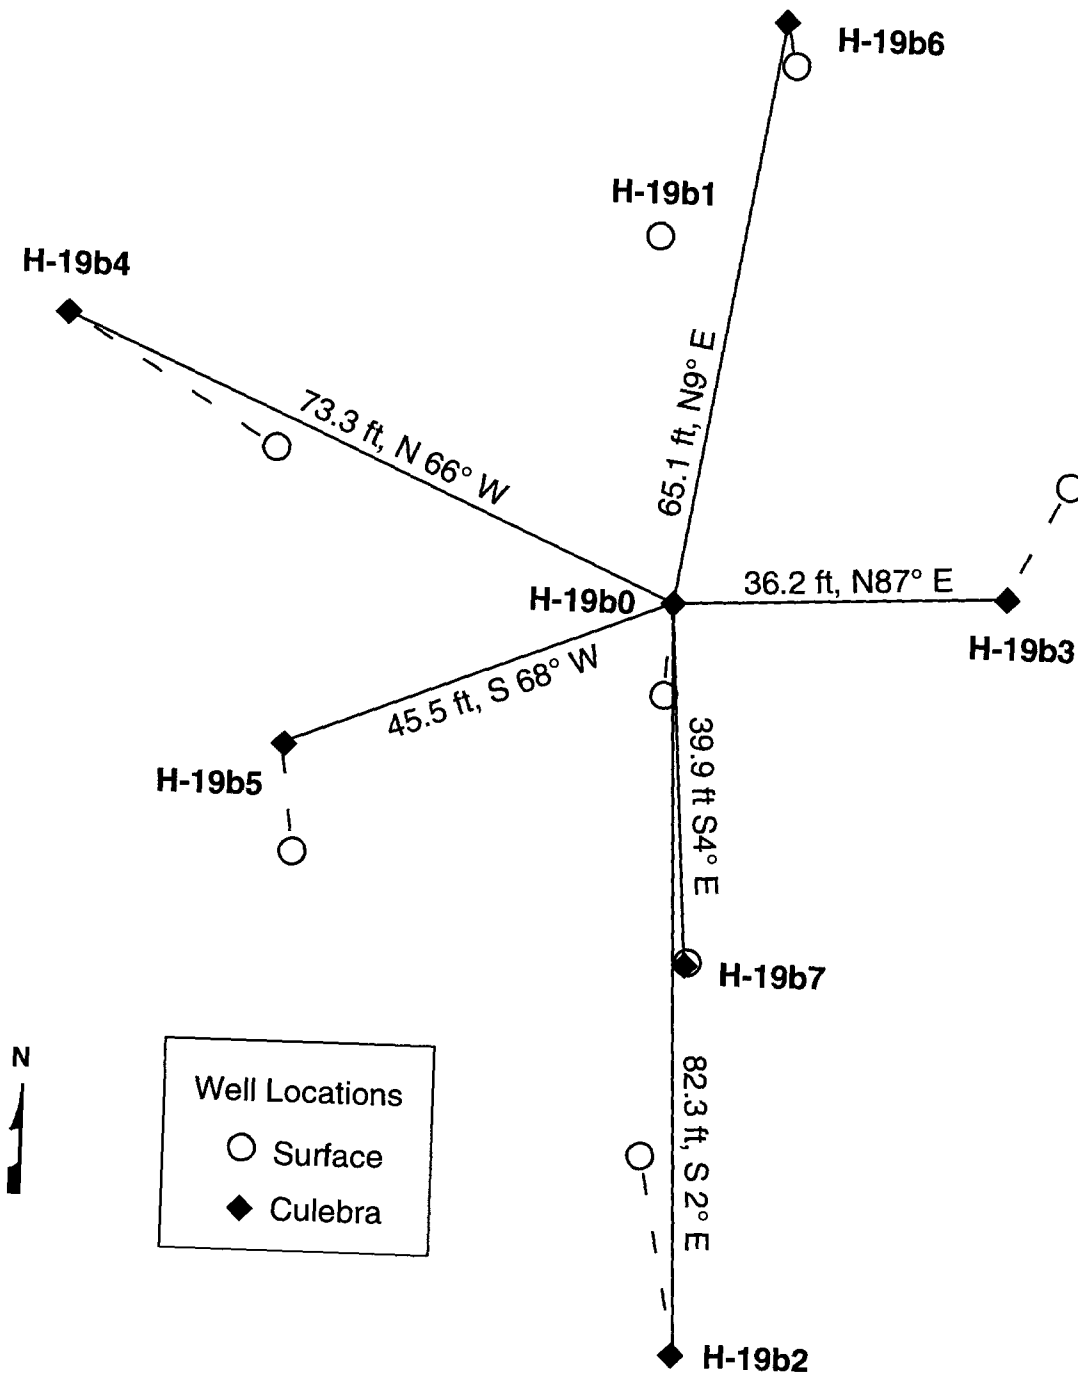 H-19b6
H-19b1
H-19b4
65.1 ft, N9° E
73.3 ft, N 66° W
36.2 ft, N87° E
H-19b0
H-19b3
45.5 ft, S 68° W
39.9 ft S4° E
H-19b5
H-19b7
N
82.3 ft, S 2° E
Well Locations
Surface
Culebra
H-19b2